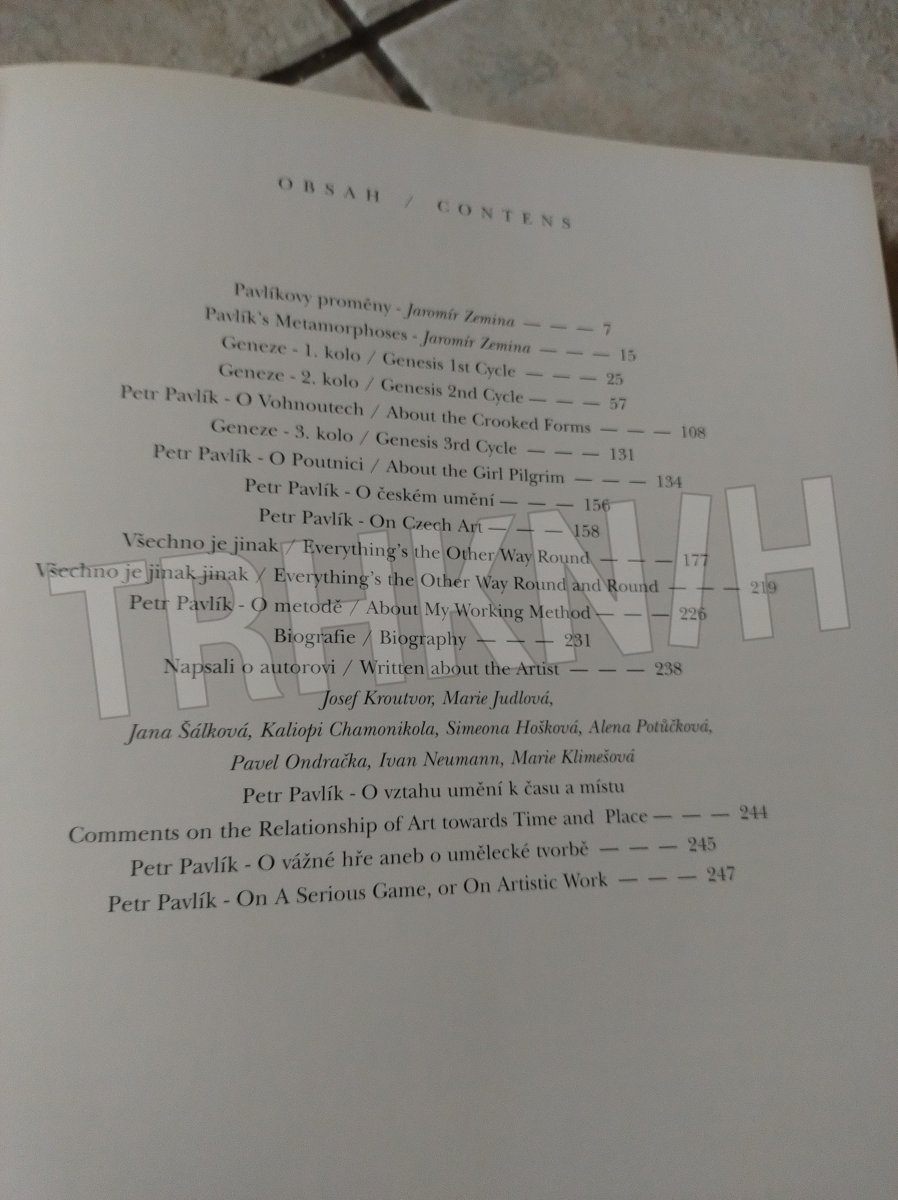 OBSAH / CONTENS
Pavlíkovy proměny - Jaromír Zemina — — — 7
Pavlík's Metamorphoses - Jaromír Zemina — — — 15
Geneze - 1. kolo / Genesis 1st Cycle — — — 25
Geneze - 2. kolo / Genesis 2nd Cycle — — — 57
Petr Pavlík - O Vohnoutech / About the Crooked Forms — — — 108
Geneze - 3. kolo / Genesis 3rd Cycle — — — 131
Petr Pavlík - O Poutnici / About the Girl Pilgrim — — — 134
Petr Pavlík - O českém umění — — — 156
Petr Pavlík - On Czech Art — — — 158
Všechno je jinak / Everything's the Other Way Round — — — 177
Všechno je jinak jinak / Everything's the Other Way Round and Round — — — 219
Petr Pavlík - O metodě / About My Working Method — — — 226
Biografie / Biography — — — 231
Napsali o autorovi / Written about the Artist — — — 238
Josef Kroutvor, Marie Judlová,
Jana Šálková, Kaliopi Chamonikola, Simeona Hošková, Alena Potůčková,
Pavel Ondračka, Ivan Neumann, Marie Klimešová
Petr Pavlík - O vztahu umění k času a místu
Comments on the Relationship of Art towards Time and Place — — — 244
Petr Pavlík - O vážné hře aneb o umělecké tvorbě — — — 245
Petr Pavlík - On A Serious Game, or On Artistic Work — — — 247
TRHKNIH